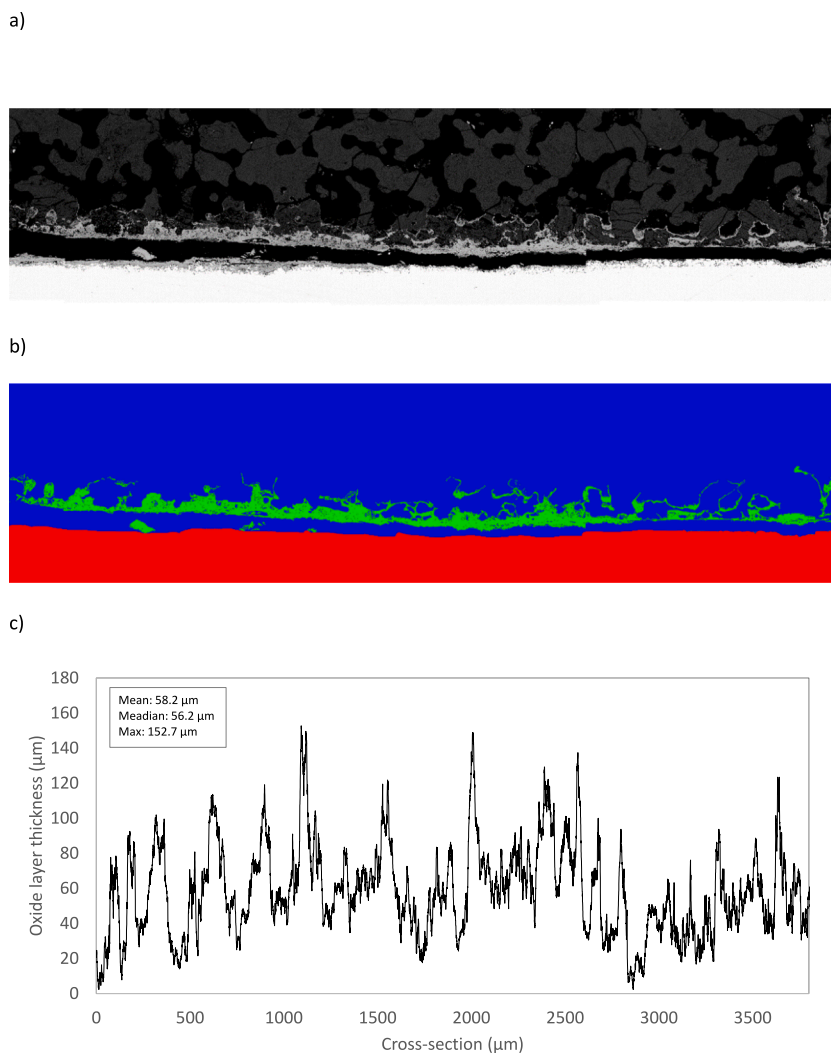 a)
b)
c)
180
160
140
120
100
80
60
40
20
0
Oxide layer thickness (µm)
Mean: 58.2 µm
Meadian: 56.2 µm
Max: 152.7 µm
0 500 1000 1500 2000 2500 3000 3500
Cross-section (µm)